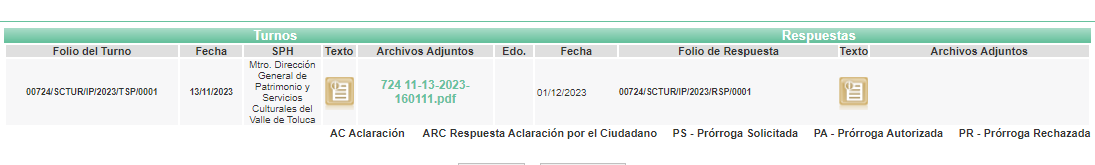 Turnos Respuestas
Folio del Turno Fecha SPH Texto Archivos Adjuntos Edo. Fecha Folio de Respuesta Texto Archivos Adjuntos
00724/SCTUR/IP/2023/TSP/0001
13/11/2023
Mtro. Dirección
General de
Patrimonio y
Servicios
Culturales del
Valle de Toluca
724 11-13-2023-
160111.pdf
01/12/2023
00724/SCTUR/IP/2023/RSP/0001
AC Aclaración ARC Respuesta Aclaración por el Ciudadano PS - Prórroga Solicitada PA - Prórroga Autorizada PR - Prórroga Rechazada